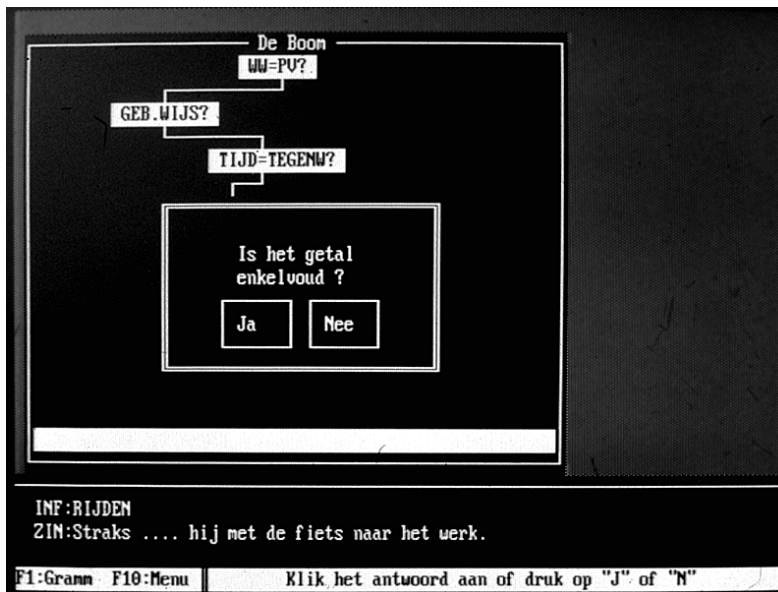 De Boom
WW=PV?
GEB.WIJS?
TIJD=TEGENW?
Is het getal
enkelvoud ?
Ja
Nee
INF:RIJDEN
ZIN:Straks .... hij met de fiets naar het werk.
F1:Gramm F10:Menu
Klik het antwoord aan of druk op "J" of "N"